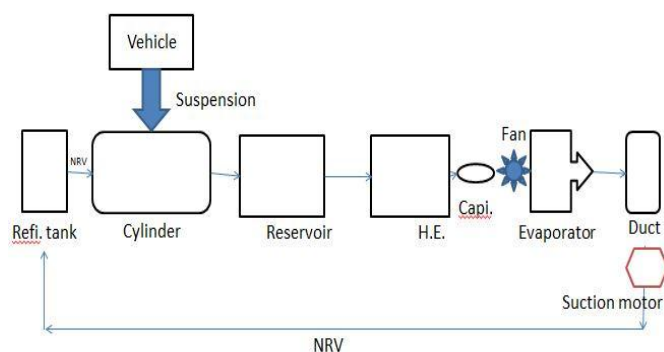 Vehicle
Suspension
NRV
Fan
Refi. tank
Cylinder
Reservoir
H.E.
Capi.
Evaporator
Duct
Suction motor
NRV